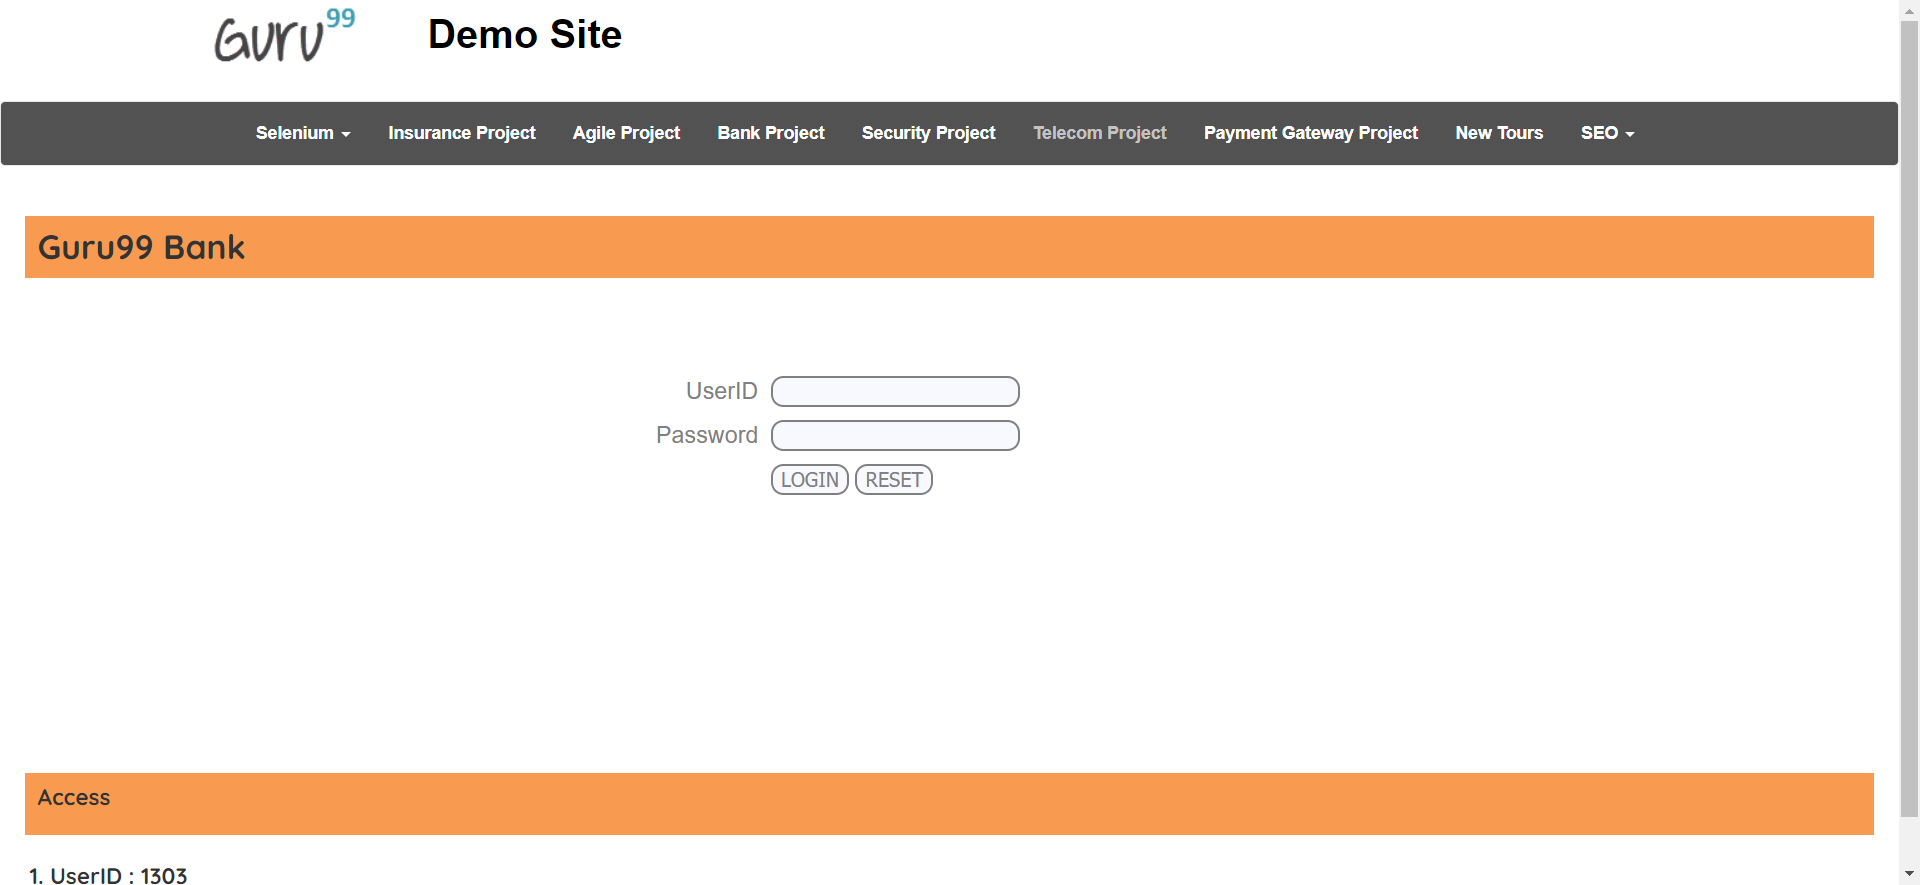 Guru99 Demo Site
Selenium Insurance Project Agile Project Bank Project Security Project Telecom Project Payment Gateway Project New Tours SEO
Guru99 Bank
UserID
Password
LOGIN RESET
Access
1. UserID : 1303